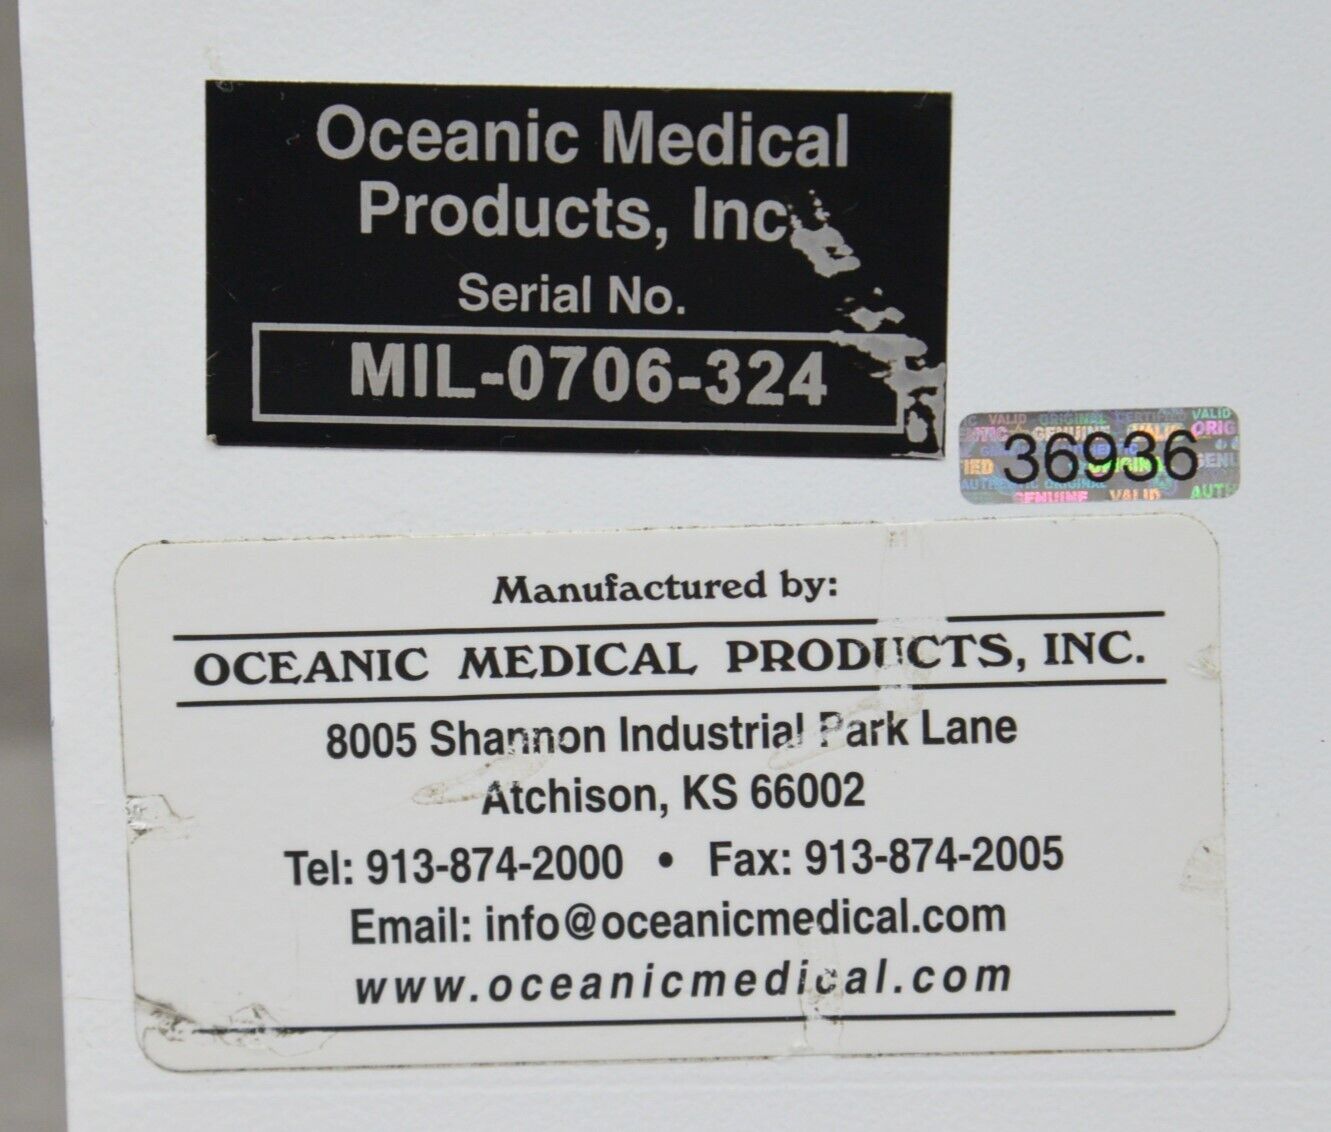 Oceanic Medical
Products, Inc.
Serial No.
MIL-0706-324
36936
Manufactured by:
OCEANIC MEDICAL PRODUCTS, INC.
8005 Shannon Industrial Park Lane
Atchison, KS 66002
Tel: 913-874-2000 • Fax: 913-874-2005
Email: info@oceanicmedical.com
www.oceanicmedical.com